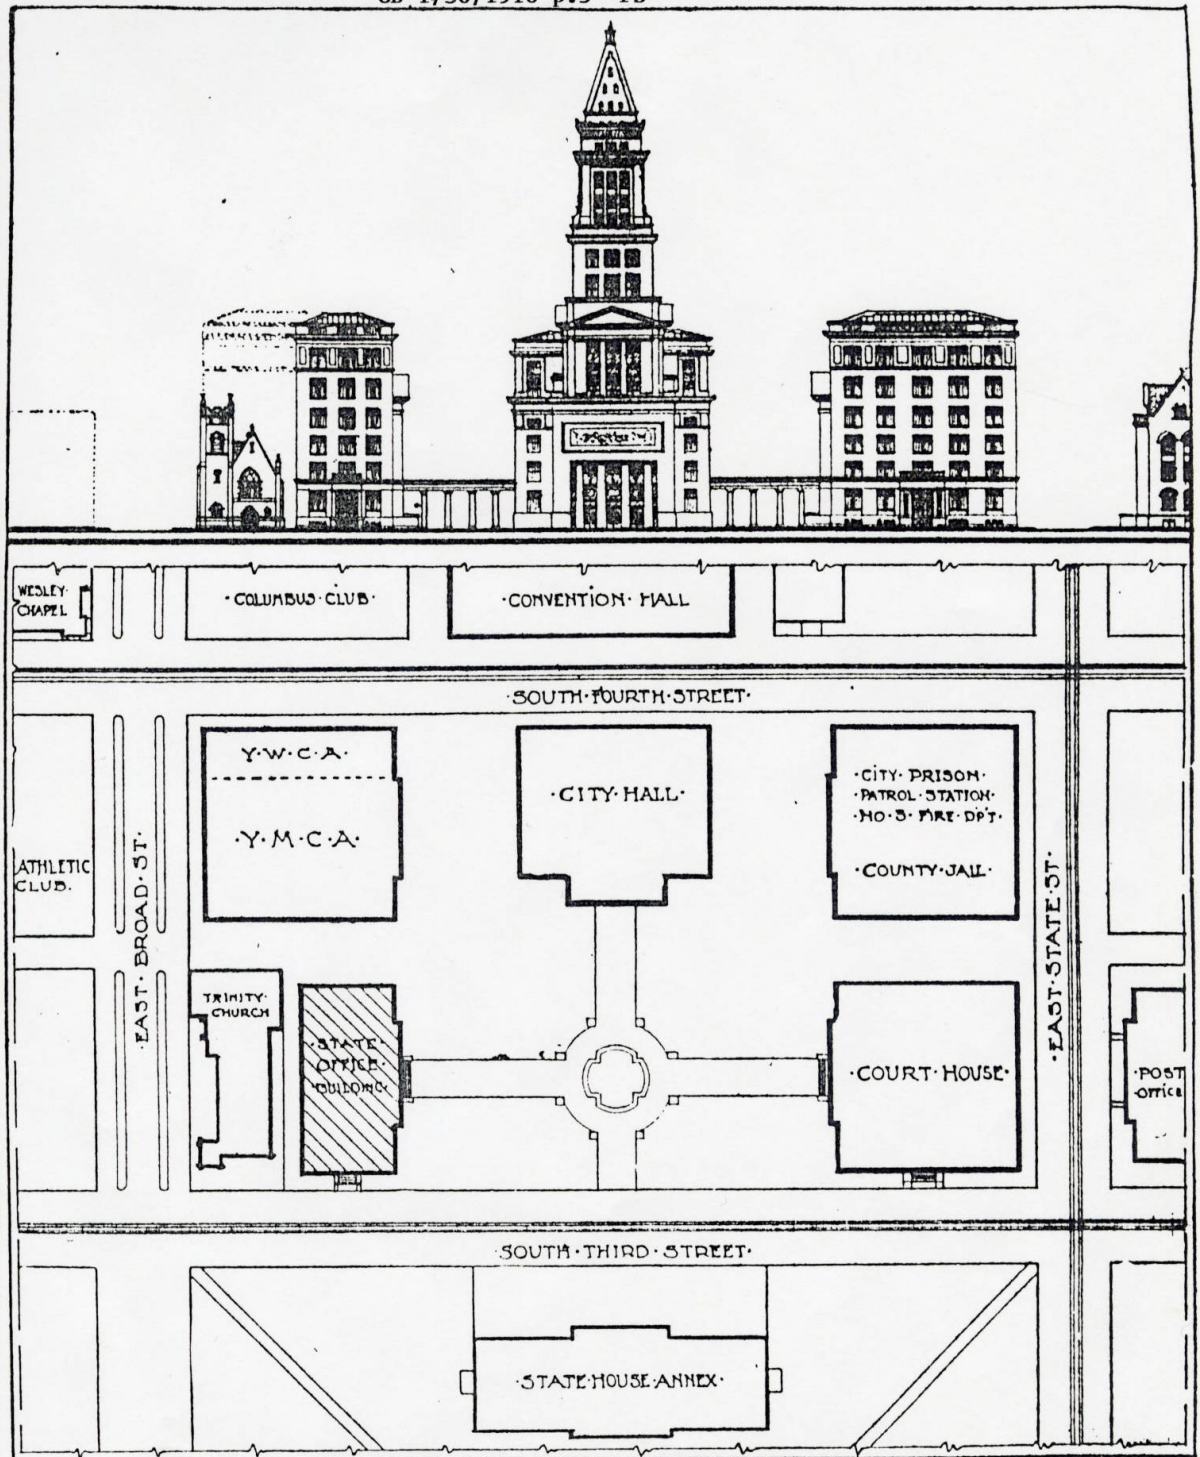 WESLEY·
CHAPEL
·COLUMBUS·CLUB·
·CONVENTION·HALL
·SOUTH·FOURTH·STREET·
Y·W·C·A·
·Y·M·C·A·
·CITY·HALL·
·CITY·PRISON·
·PATROL·STATION·
·NO·3·FIRE·DP'T·
·COUNTY·JAIL·
ATHLETIC
CLUB.
·EAST·BROAD·ST·
·EAST·STATE·ST·
TRINITY·
CHURCH
·STATE·
OFFICE·
BUILDING·
·COURT·HOUSE·
·POST
OFFICE
·SOUTH·THIRD·STREET·
·STATE·HOUSE·ANNEX·